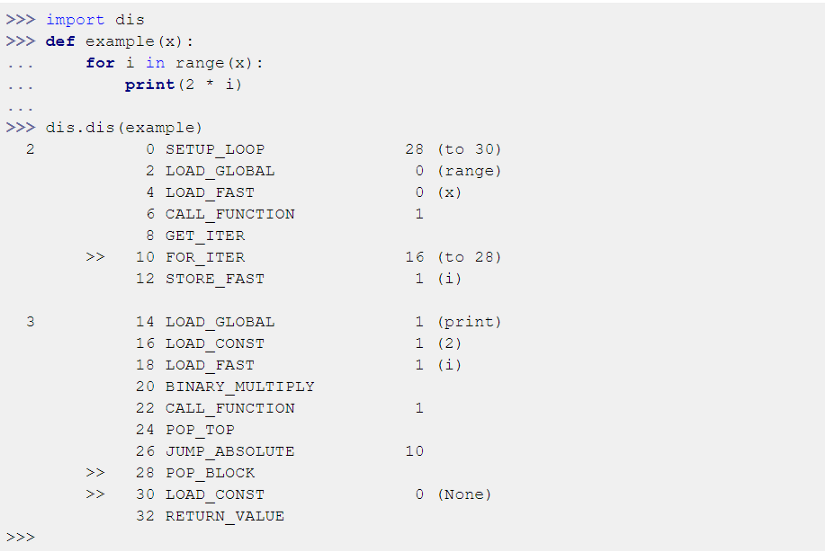 >>> import dis
>>> def example(x):
...     for i in range(x):
...         print(2 * i)
...
>>> dis.dis(example)
  2           0 SETUP_LOOP              28 (to 30)
              2 LOAD_GLOBAL              0 (range)
              4 LOAD_FAST                0 (x)
              6 CALL_FUNCTION            1
              8 GET_ITER
        >>   10 FOR_ITER                16 (to 28)
             12 STORE_FAST               1 (i)

  3          14 LOAD_GLOBAL              1 (print)
             16 LOAD_CONST               1 (2)
             18 LOAD_FAST                1 (i)
             20 BINARY_MULTIPLY
             22 CALL_FUNCTION            1
             24 POP_TOP
             26 JUMP_ABSOLUTE           10
        >>   28 POP_BLOCK
        >>   30 LOAD_CONST               0 (None)
             32 RETURN_VALUE
>>>